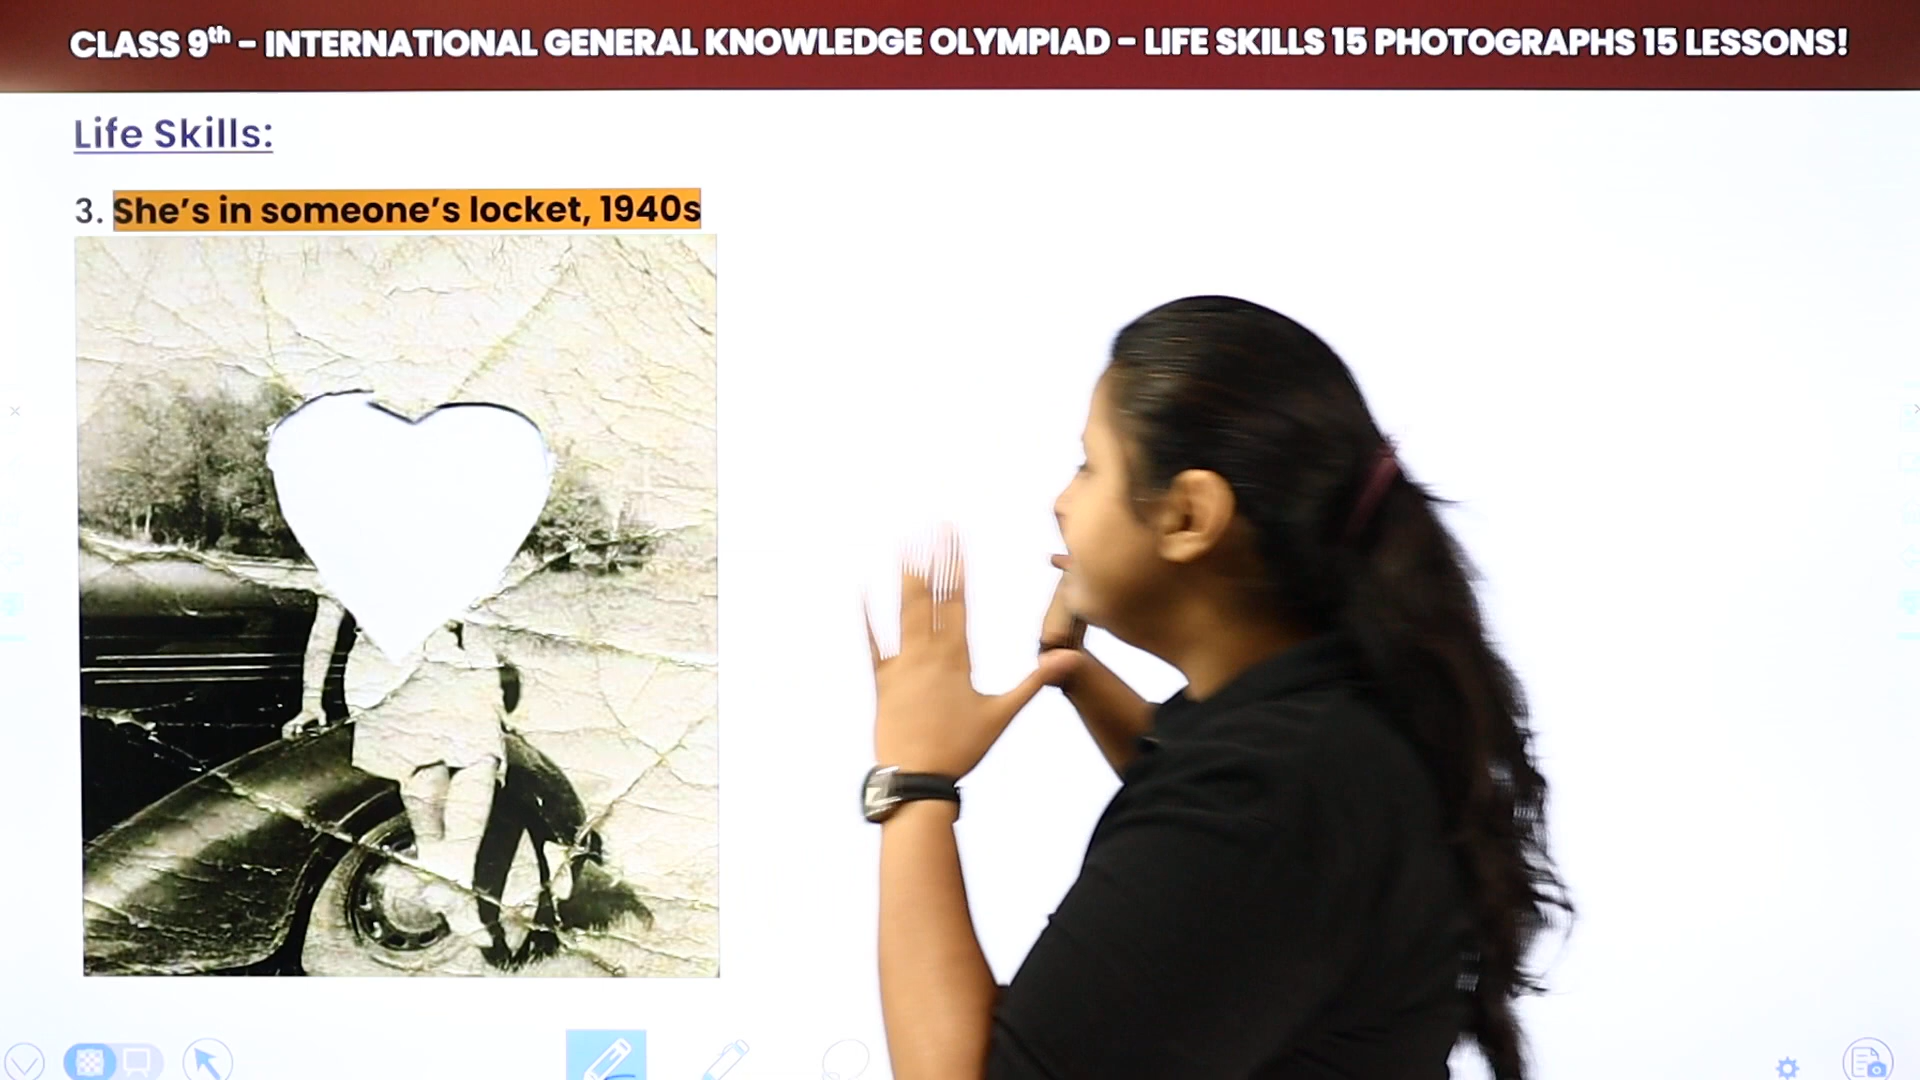 CLASS 9th - INTERNATIONAL GENERAL KNOWLEDGE OLYMPIAD - LIFE SKILLS 15 PHOTOGRAPHS 15 LESSONS!
Life Skills:
3. She's in someone's locket, 1940s